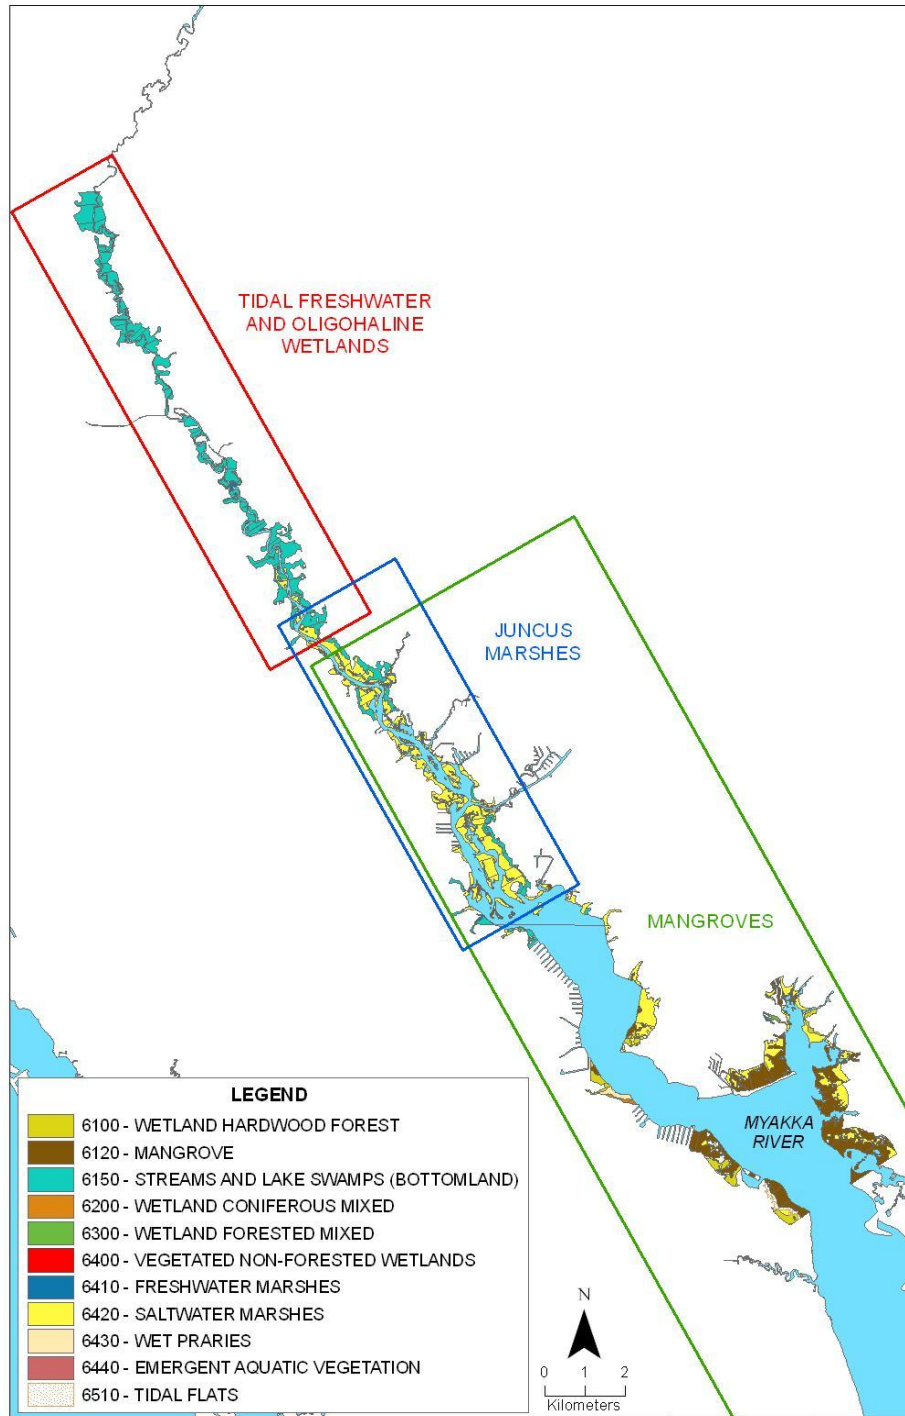 TIDAL FRESHWATER
AND OLIGOHALINE
WETLANDS
JUNCUS
MARSHES
MANGROVES
MYAKKA
RIVER
LEGEND
6100 - WETLAND HARDWOOD FOREST
6120 - MANGROVE
6150 - STREAMS AND LAKE SWAMPS (BOTTOMLAND)
6200 - WETLAND CONIFEROUS MIXED
6300 - WETLAND FORESTED MIXED
6400 - VEGETATED NON-FORESTED WETLANDS
6410 - FRESHWATER MARSHES
6420 - SALTWATER MARSHES
6430 - WET PRARIES
6440 - EMERGENT AQUATIC VEGETATION
6510 - TIDAL FLATS
N
0 1 2
Kilometers